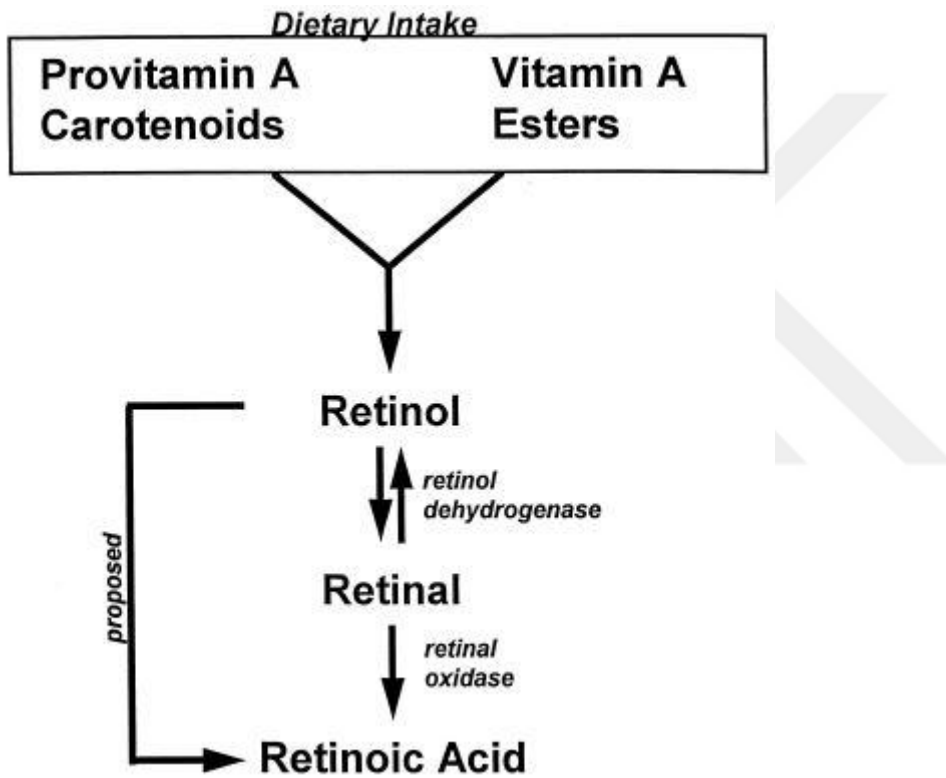 Dietary Intake
Provitamin A
Carotenoids
Vitamin A
Esters
Retinol
retinol
dehydrogenase
proposed
Retinal
retinal
oxidase
Retinoic Acid